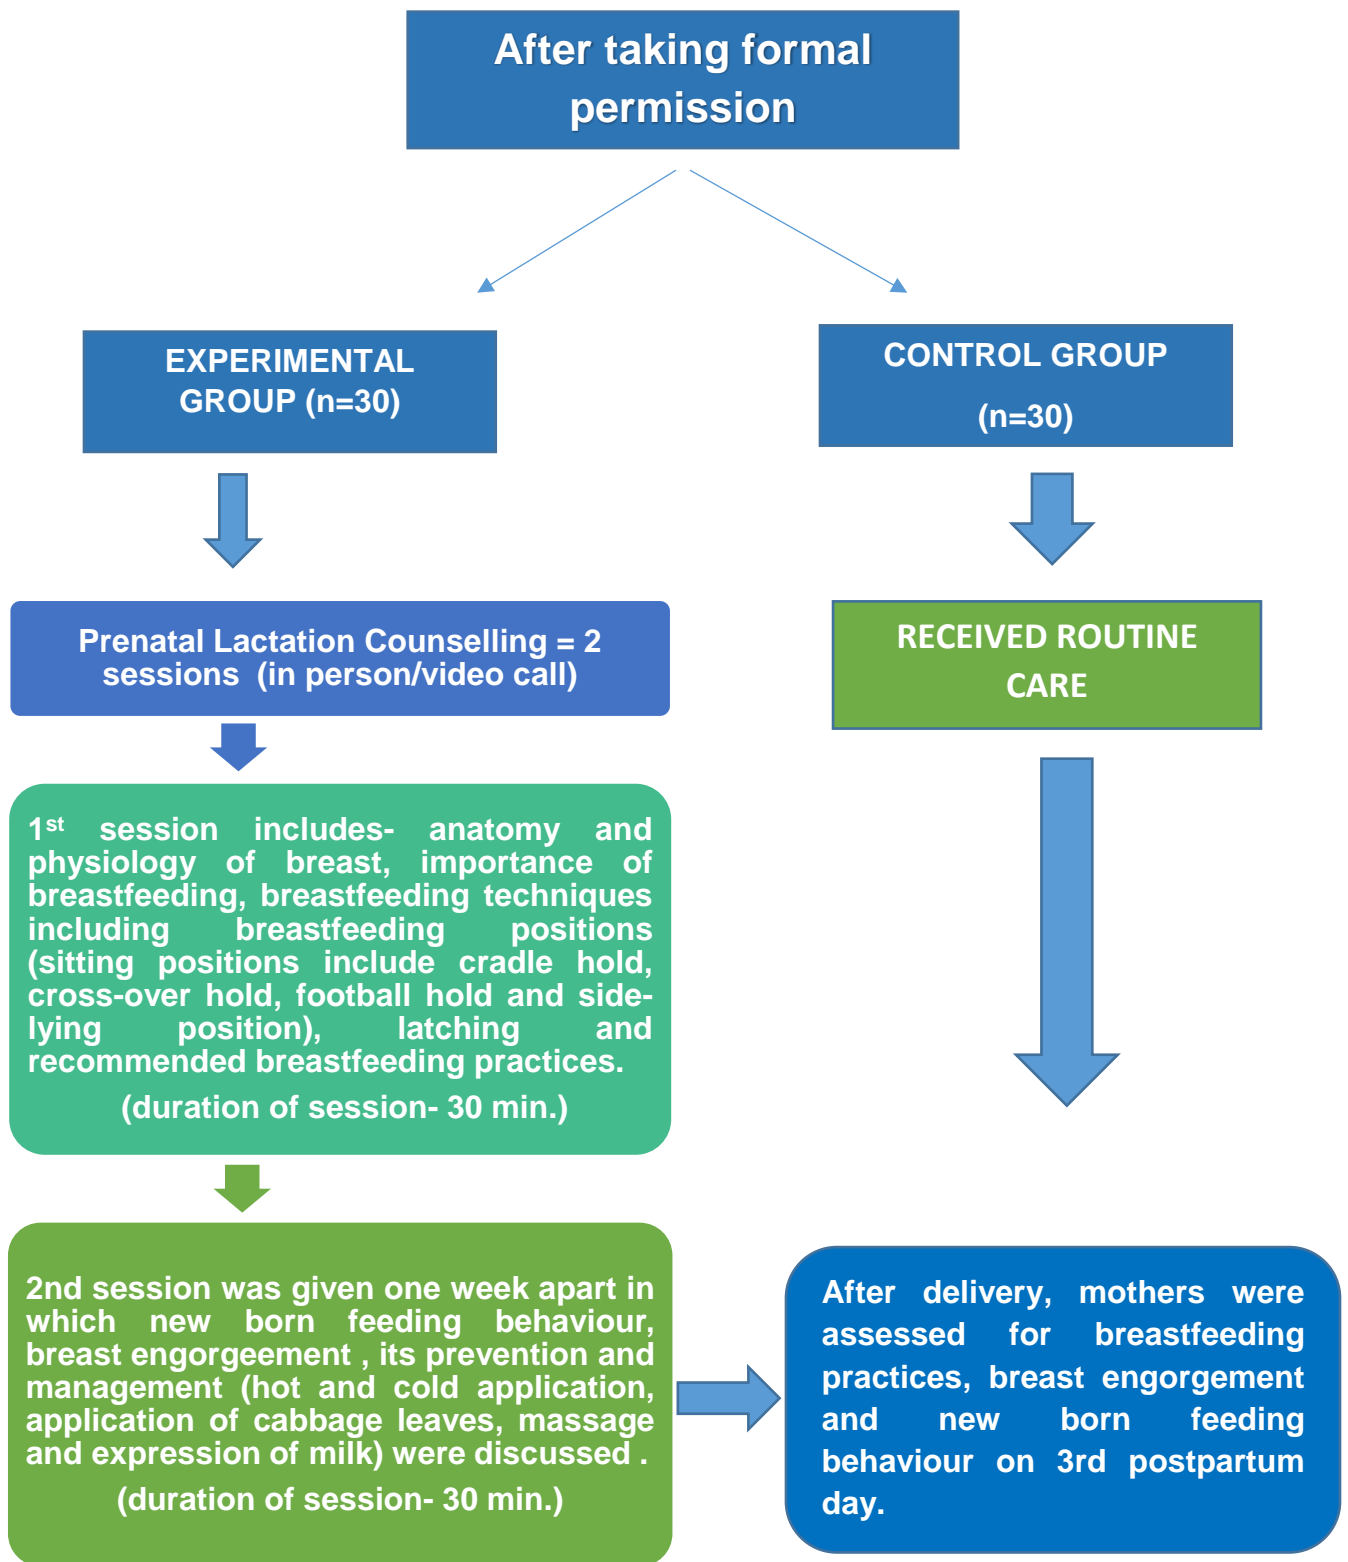 After taking formal
permission
EXPERIMENTAL
GROUP (n=30)
CONTROL GROUP
(n=30)
Prenatal Lactation Counselling = 2
sessions (in person/video call)
RECEIVED ROUTINE
CARE
1st session includes- anatomy and
physiology of breast, importance of
breastfeeding, breastfeeding techniques
including breastfeeding positions
(sitting positions include cradle hold,
cross-over hold, football hold and side-
lying position), latching and
recommended breastfeeding practices.
(duration of session- 30 min.)
2nd session was given one week apart in
which new born feeding behaviour,
breast engorgeement , its prevention and
management (hot and cold application,
application of cabbage leaves, massage
and expression of milk) were discussed .
(duration of session- 30 min.)
After delivery, mothers were
assessed for breastfeeding
practices, breast engorgement
and new born feeding
behaviour on 3rd postpartum
day.